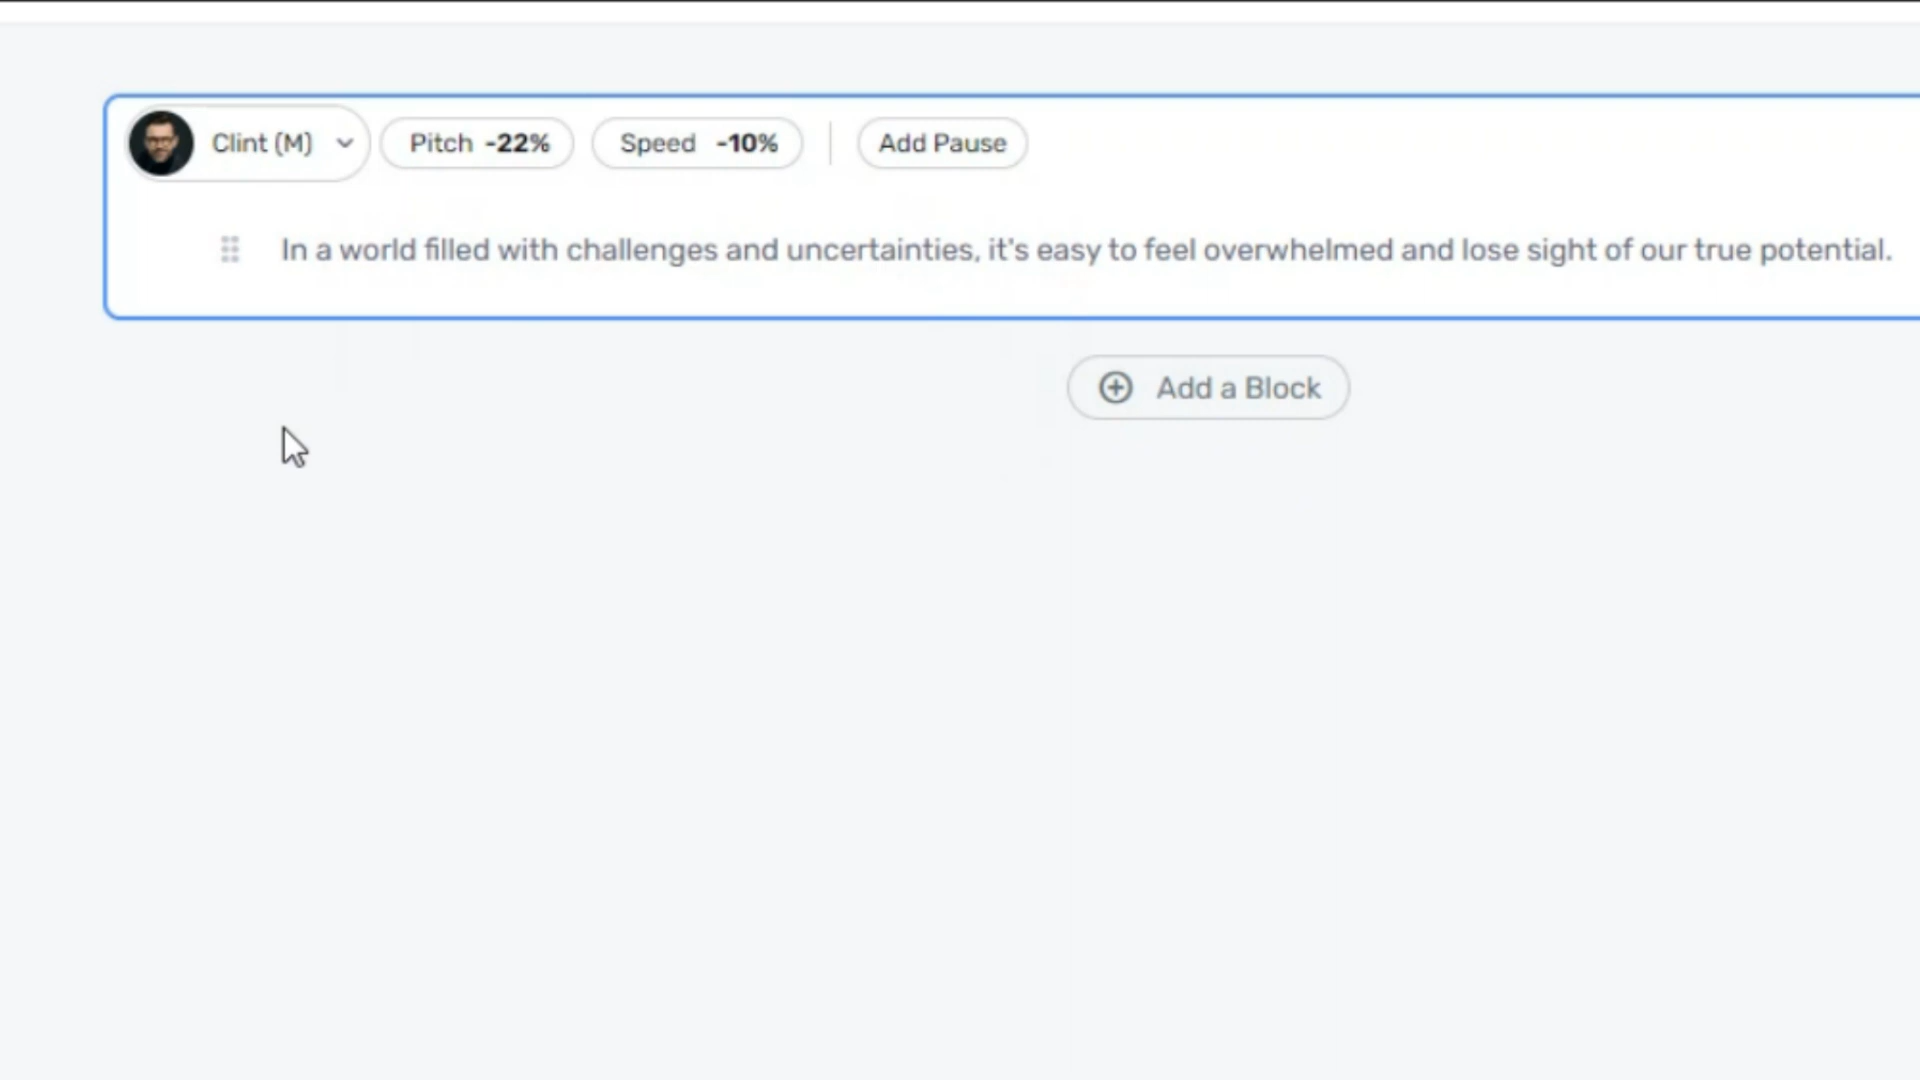 Clint (M) Pitch -22% Speed -10% Add Pause
In a world filled with challenges and uncertainties, it's easy to feel overwhelmed and lose sight of our true potential.
Add a Block